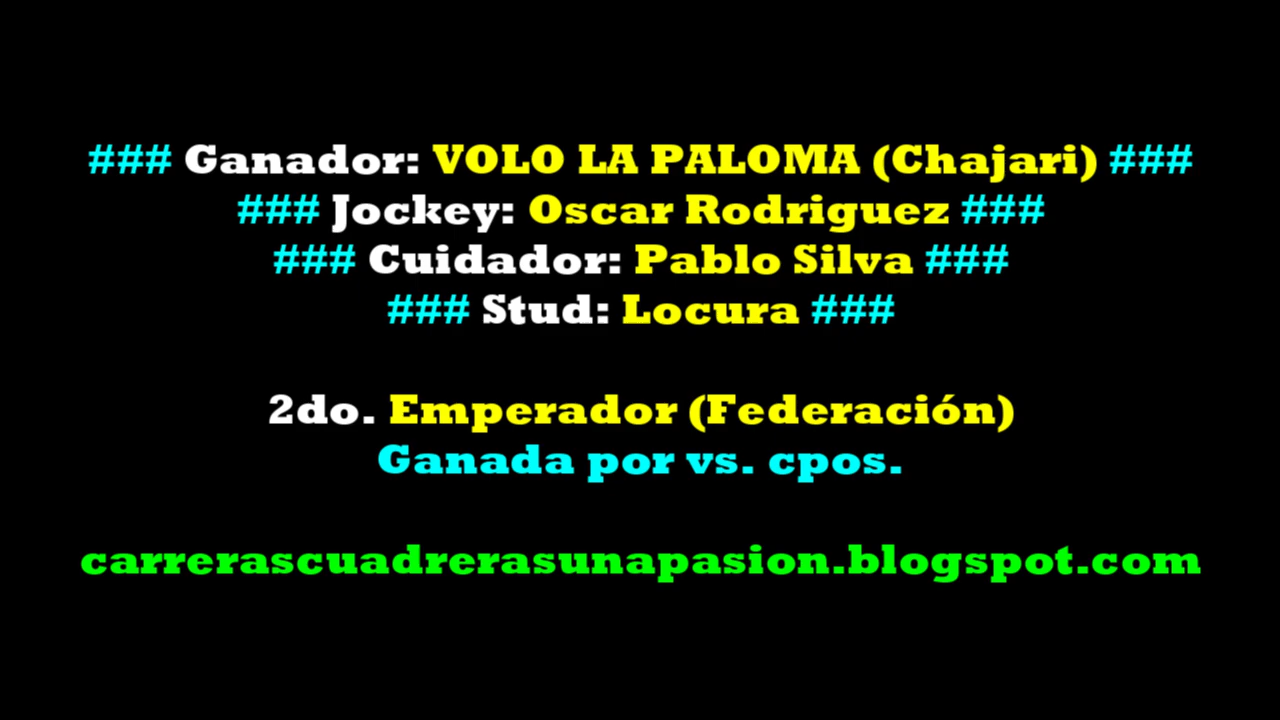 ### Ganador: VOLO LA PALOMA (Chajari) ###
### Jockey: Oscar Rodriguez ###
### Cuidador: Pablo Silva ###
### Stud: Locura ###
2do. Emperador (Federación)
Ganada por vs. cpos.
carrerascuadrerasunapasion.blogspot.com